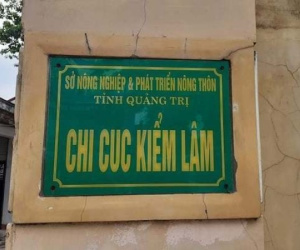 SỞ NÔNG NGHIỆP & PHÁT TRIỂN NÔNG THÔN
TỈNH QUẢNG TRỊ
CHI CỤC KIỂM LÂM